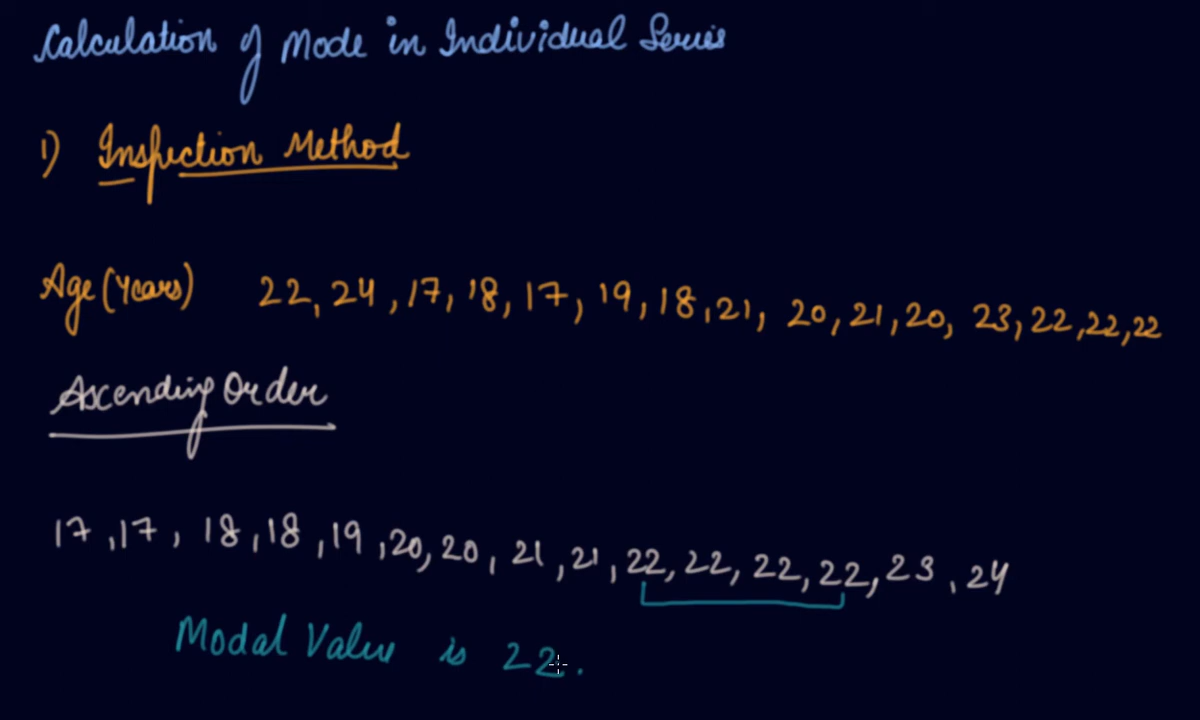 Calculation of Mode in Individual Series
1) Inspection Method
Age (Years) 22, 24, 17, 18, 17, 19, 18, 21, 20, 21, 20, 23, 22, 22, 22
Ascending Order
17, 17, 18, 18, 19, 20, 20, 21, 21, 22, 22, 22, 22, 23, 24
Modal Value is 22.